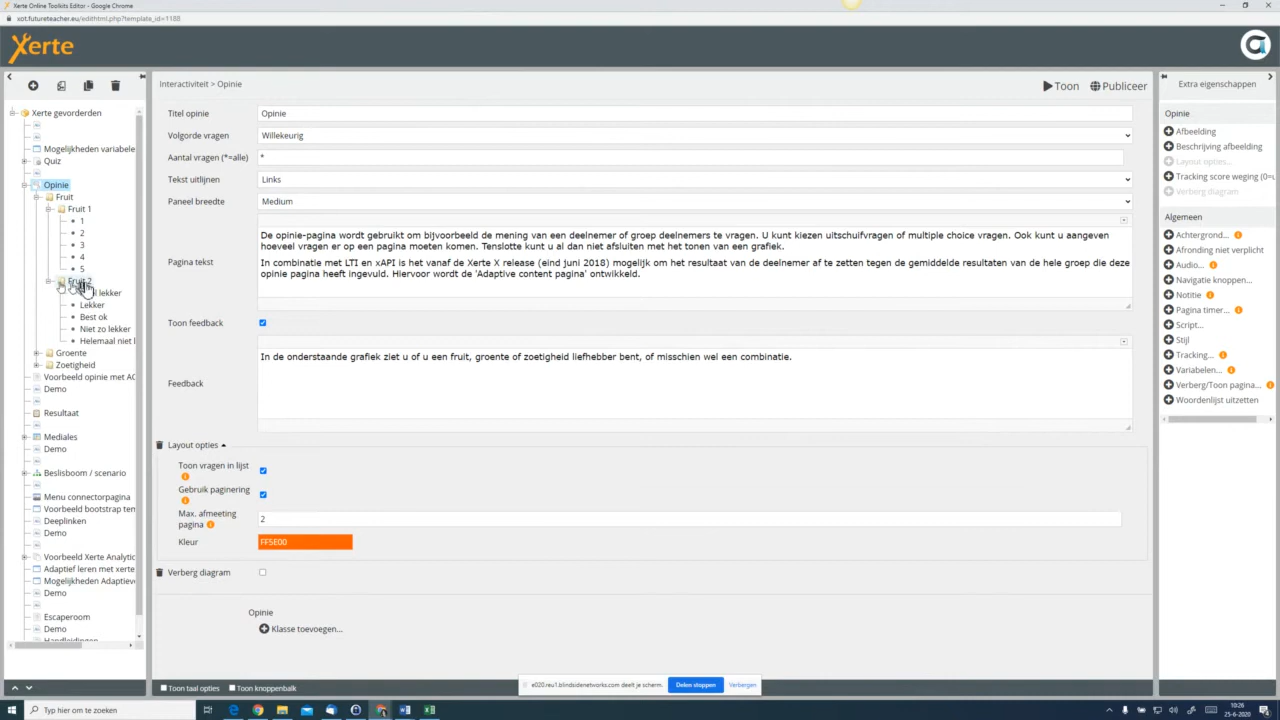 Xerte Online Toolkits Editor - Google Chrome
xot.futureteacher.eu/edithtml.php?template_id=1188
Xerte
Interactiviteit > Opinie
Toon
Publiceer
Xerte gevorderden
Mogelijkheden variabele
Quiz
Opinie
Fruit
Fruit 1
1
2
3
4
5
Fruit 2
l lekker
Lekker
Best ok
Niet zo lekker
Helemaal niet l
Groente
Zoetigheid
Voorbeeld opinie met AC
Demo
Resultaat
Mediales
Demo
Beslisboom / scenario
Menu connectorpagina
Voorbeeld bootstrap tem
Deeplinken
Demo
Voorbeeld Xerte Analytic
Adaptief leren met xerte
Mogelijkheden Adaptiev
Demo
Escaperoom
Demo
Handleidingen
Titel opinie
Opinie
Volgorde vragen
Willekeurig
Aantal vragen (*=alle)
*
Tekst uitlijnen
Links
Paneel breedte
Medium
Pagina tekst
De opinie-pagina wordt gebruikt om bijvoorbeeld de mening van een deelnemer of groep deelnemers te vragen. U kunt kiezen uitschuifvragen of multiple choice vragen. Ook kunt u aangeven
hoeveel vragen er op een pagina moeten komen. Tenslotte kunt u al dan niet afsluiten met het tonen van een grafiek.
In combinatie met LTI en xAPI is het vanaf de Xerte X release (eind juni 2018) mogelijk om het resultaat van de deelnemer af te zetten tegen de gemiddelde resultaten van de hele groep die deze
opinie pagina heeft ingevuld. Hiervoor wordt de 'Adaptive content pagina' ontwikkeld.
Toon feedback
Feedback
In de onderstaande grafiek ziet u of u een fruit, groente of zoetigheid liefhebber bent, of misschien wel een combinatie.
Layout opties
Toon vragen in lijst
Gebruik paginering
Max. afmeeting
pagina
2
Kleur
FF5E00
Verberg diagram
Opinie
Klasse toevoegen...
Extra eigenschappen
Opinie
Afbeelding
Beschrijving afbeelding
Layout opties...
Tracking score weging (0=u
Verberg diagram
Algemeen
Achtergrond...
Afronding niet verplicht
Audio...
Navigatie knoppen...
Notitie
Pagina timer...
Script...
Stijl
Tracking...
Variabelen...
Verberg/Toon pagina...
Woordenlijst uitzetten
Toon taal opties
Toon knoppenbalk
e020.rau1.blindsidenetworks.com deelt je scherm.
Delen stoppen
Verbergen
Typ hier om te zoeken
10:26
25-6-2020